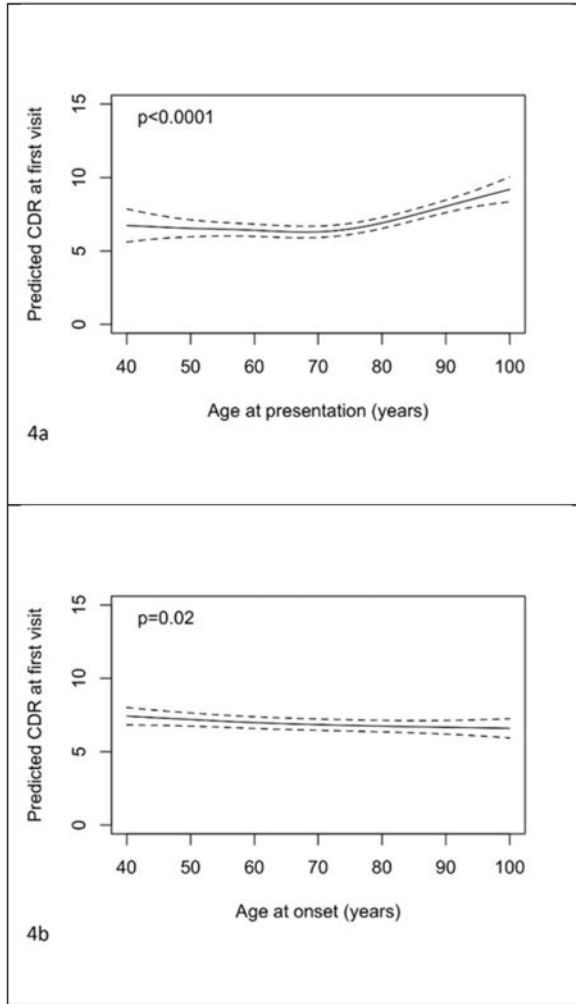 15
p<0.0001
10
5
0
Predicted CDR at first visit
40 50 60 70 80 90 100
Age at presentation (years)
4a
15
p=0.02
10
5
0
Predicted CDR at first visit
40 50 60 70 80 90 100
Age at onset (years)
4b